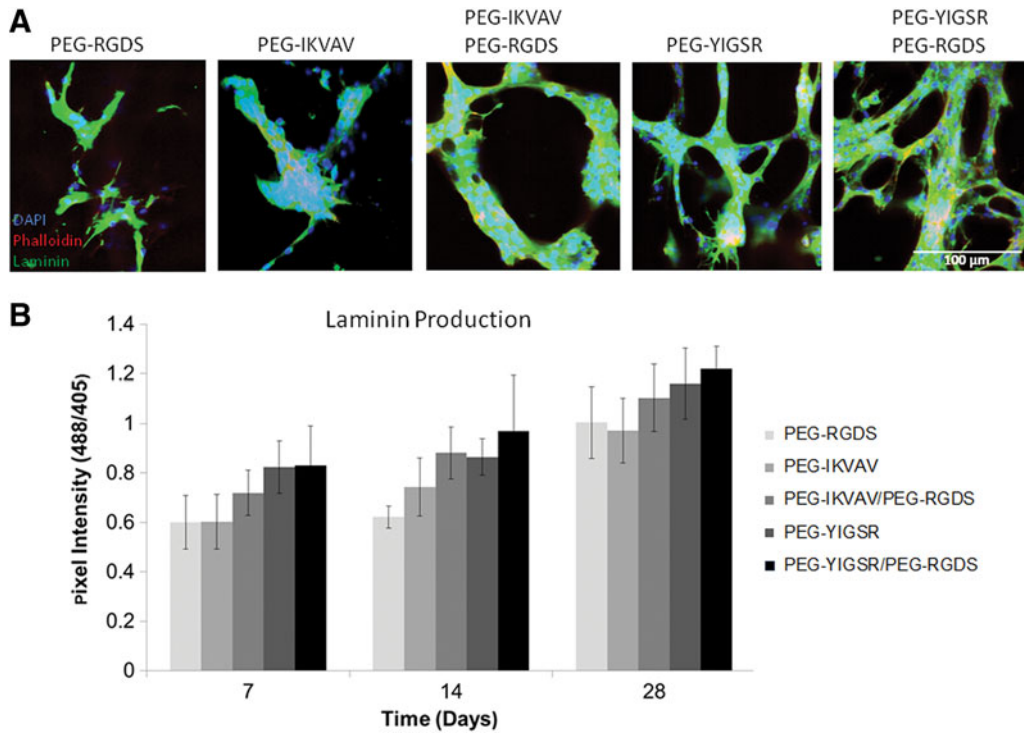 A
PEG-RGDS
PEG-IKVAV
PEG-IKVAV
PEG-RGDS
PEG-YIGSR
PEG-YIGSR
PEG-RGDS
DAPI
Phalloidin
Laminin
100 µm
B
Laminin Production
Pixel Intensity (488/405)
1.4
1.2
1
0.8
0.6
0.4
0.2
0
7
14
28
Time (Days)
PEG-RGDS
PEG-IKVAV
PEG-IKVAV/PEG-RGDS
PEG-YIGSR
PEG-YIGSR/PEG-RGDS